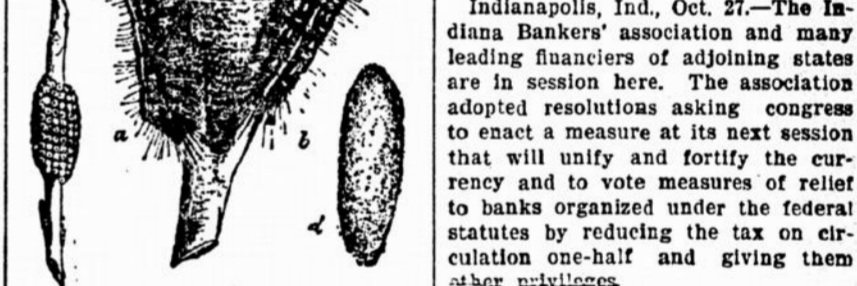 a
b
d
Indianapolis, Ind., Oct. 27.—The In-
diana Bankers' association and many
leading financiers of adjoining states
are in session here. The association
adopted resolutions asking congress
to enact a measure at its next session
that will unify and fortify the cur-
rency and to vote measures of relief
to banks organized under the federal
statutes by reducing the tax on cir-
culation one-half and giving them
other privileges.